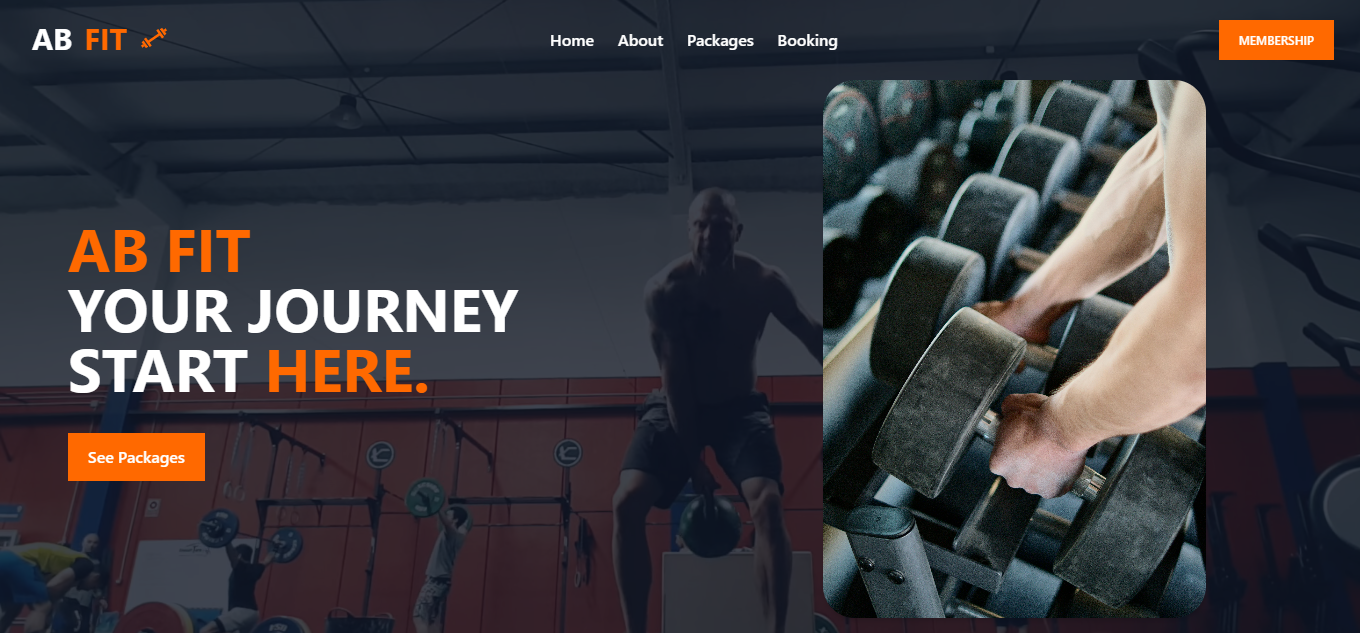 AB FIT
Home About Packages Booking
MEMBERSHIP
AB FIT
YOUR JOURNEY
START HERE.
See Packages